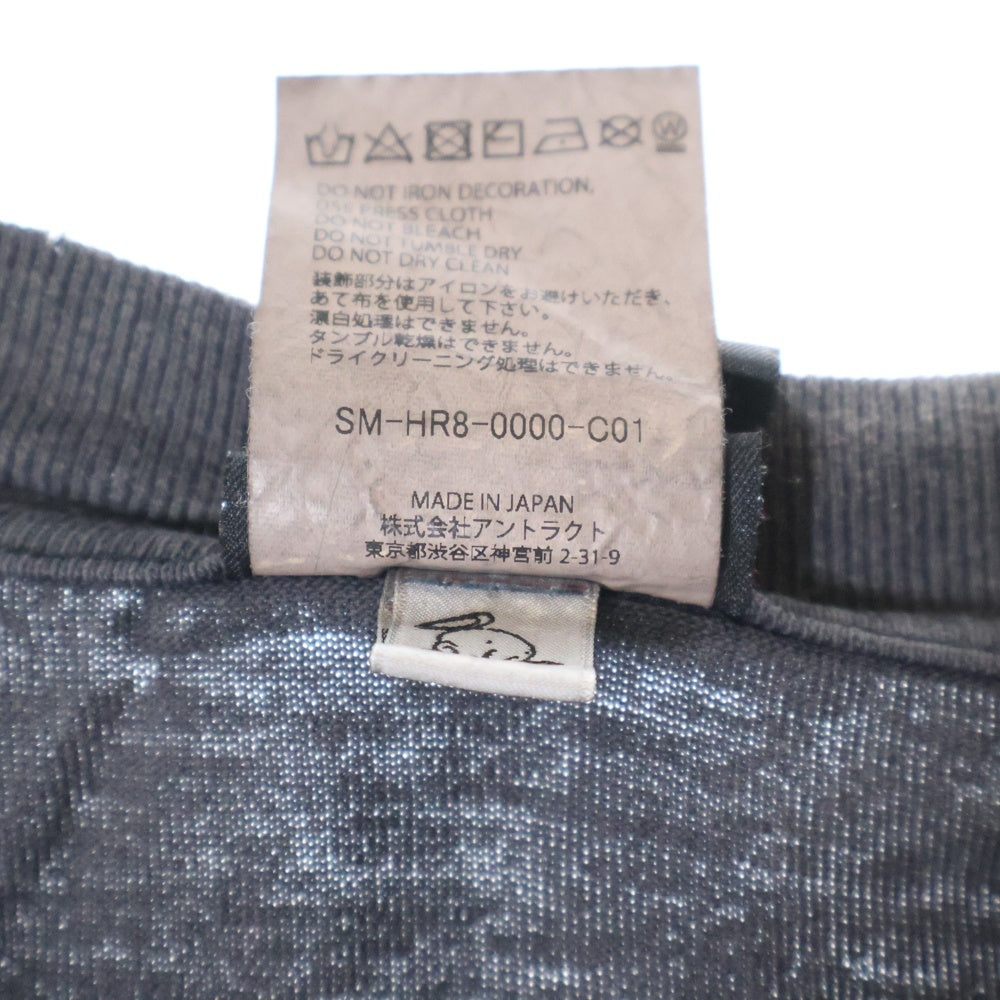 DO NOT IRON DECORATION.
USE PRESS CLOTH
DO NOT BLEACH
DO NOT TUMBLE DRY
DO NOT DRY CLEAN
装飾部分はアイロンをお避けいただき、
あて布を使用して下さい。
漂白処理はできません。
タンブル乾燥はできません。
ドライクリーニング処理はできません。
SM-HR8-0000-C01
MADE IN JAPAN
株式会社アントラクト
東京都渋谷区神宮前 2-31-9